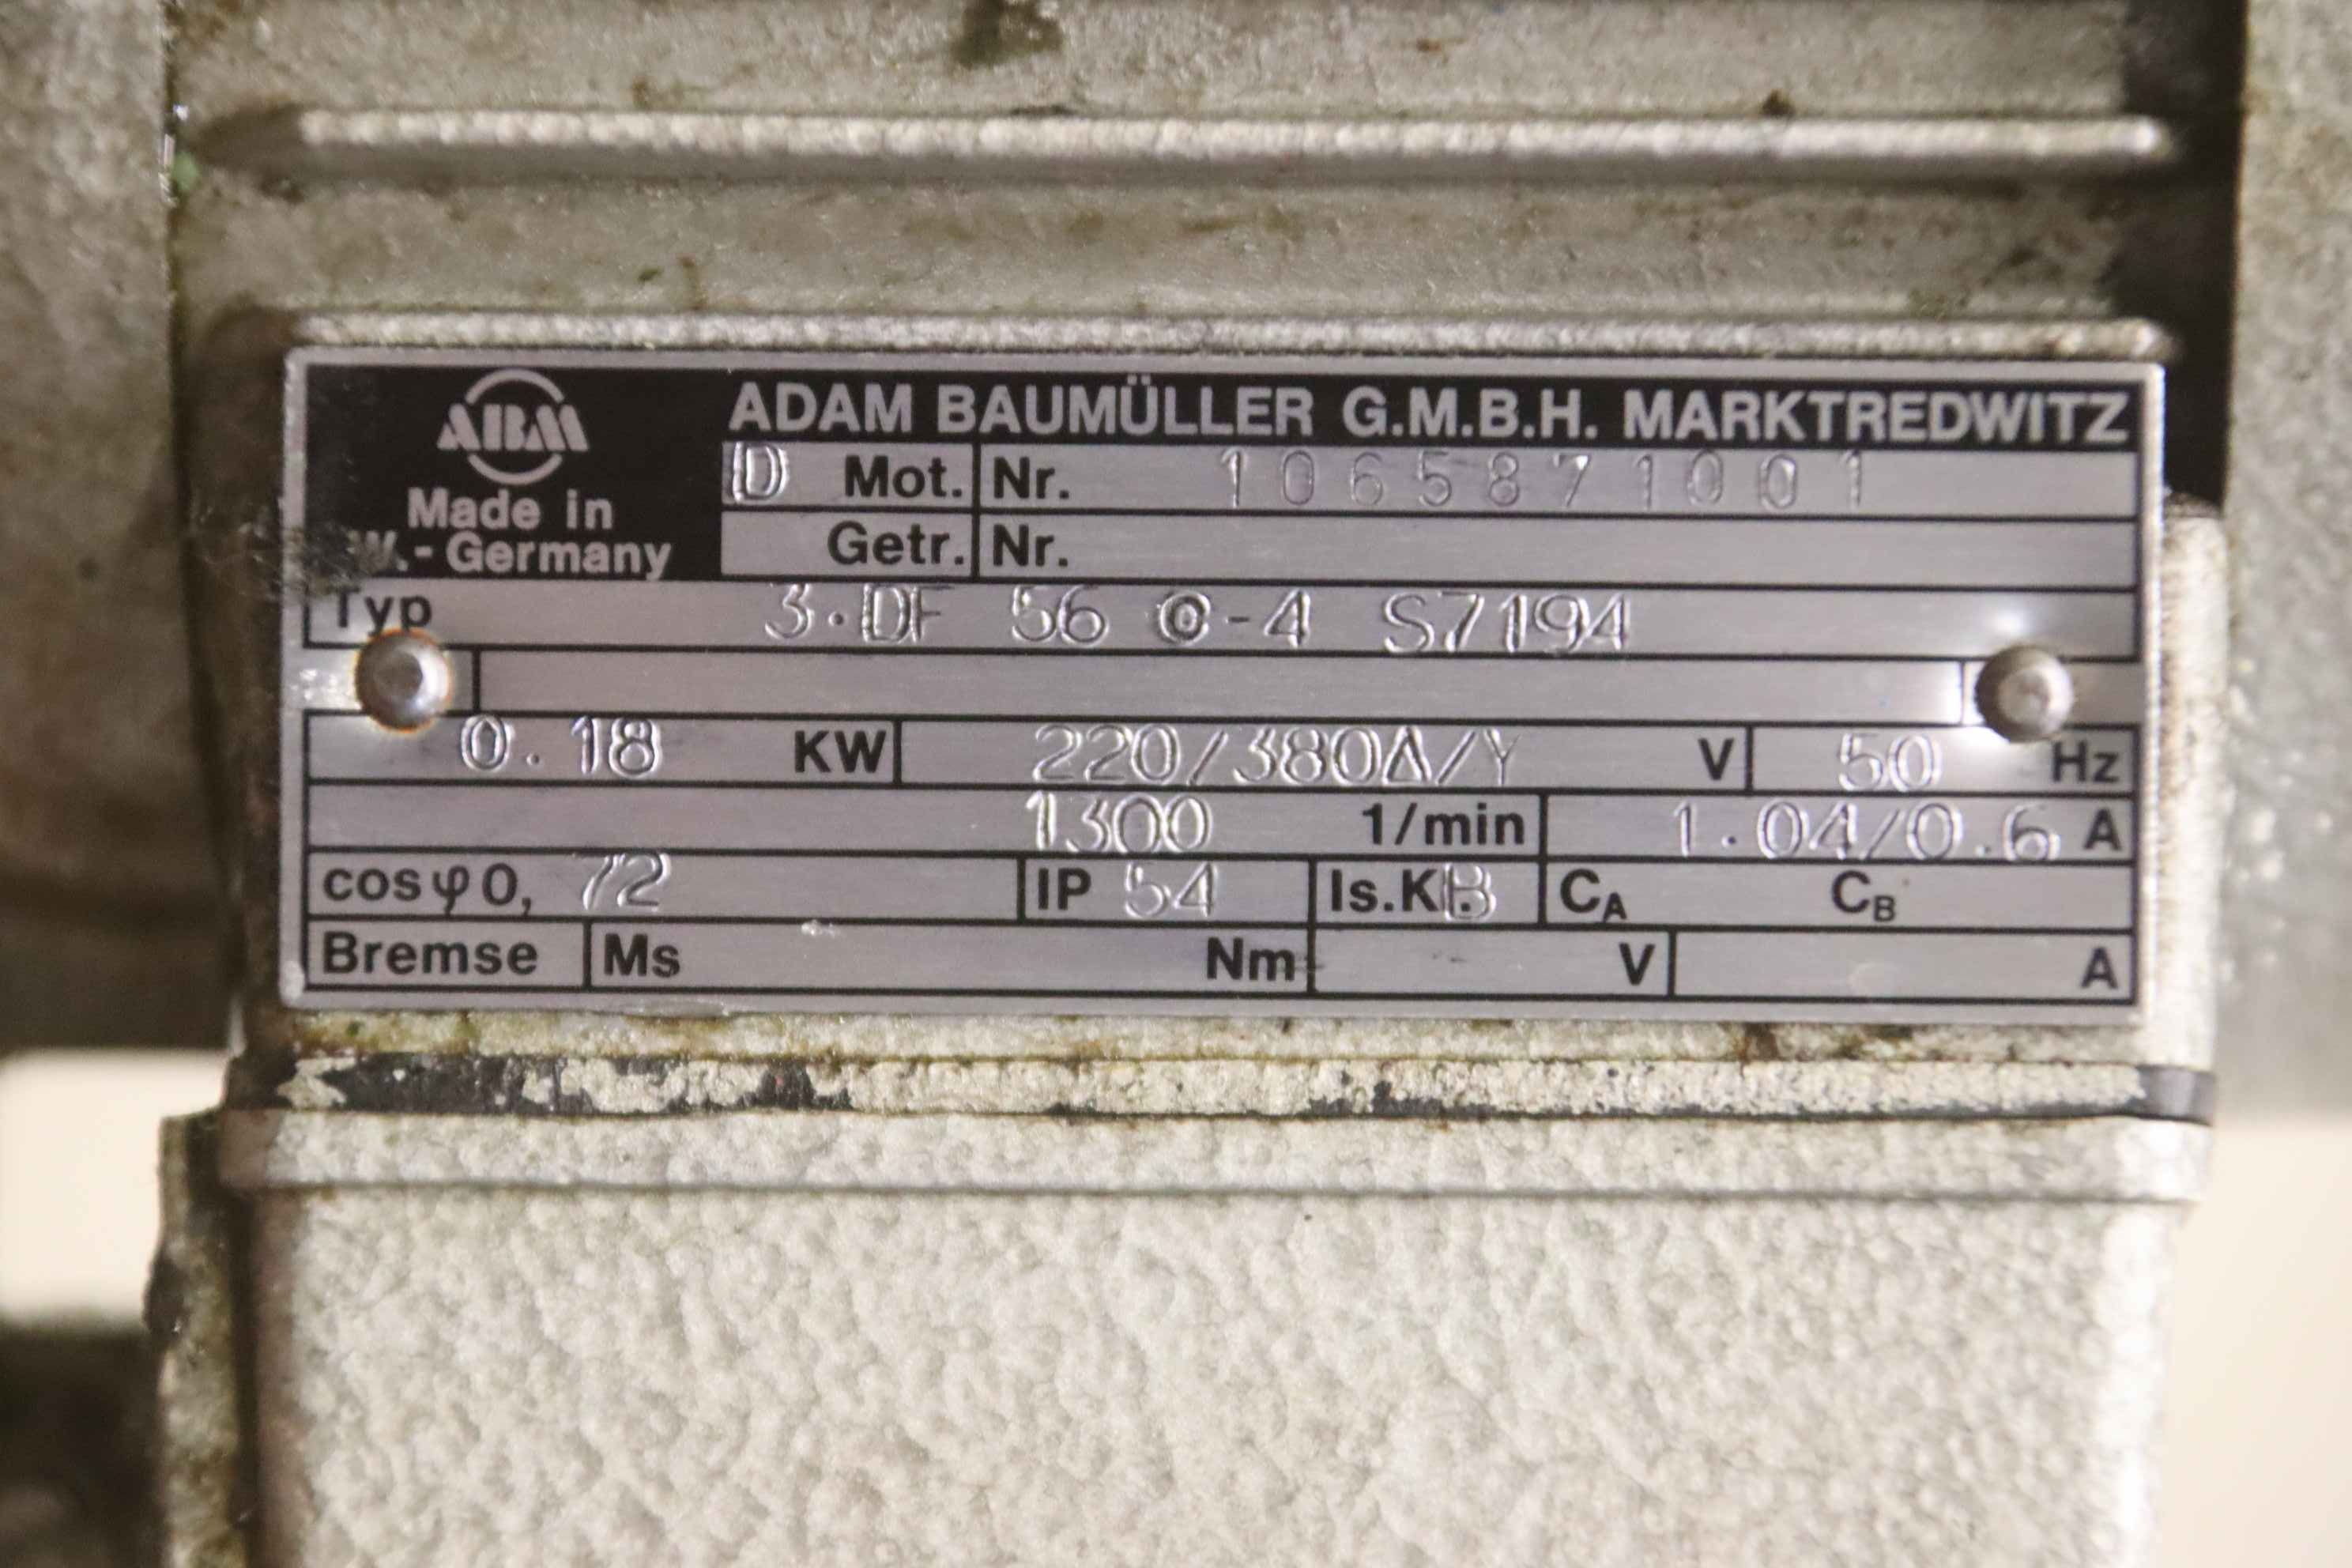 ABM
Made in
W.-Germany
ADAM BAUMÜLLER G.M.B.H. MARKTREDWITZ
D Mot. Nr. 1065871001
Getr. Nr.
Typ 3.DF 56 0-4 S7194
0.18 KW 220/380Δ/Y V 50 Hz
1300 1/min 1.04/0.6 A
cosφ0, 72 IP 54 Is.Kl. B CA CB
Bremse Ms Nm V A